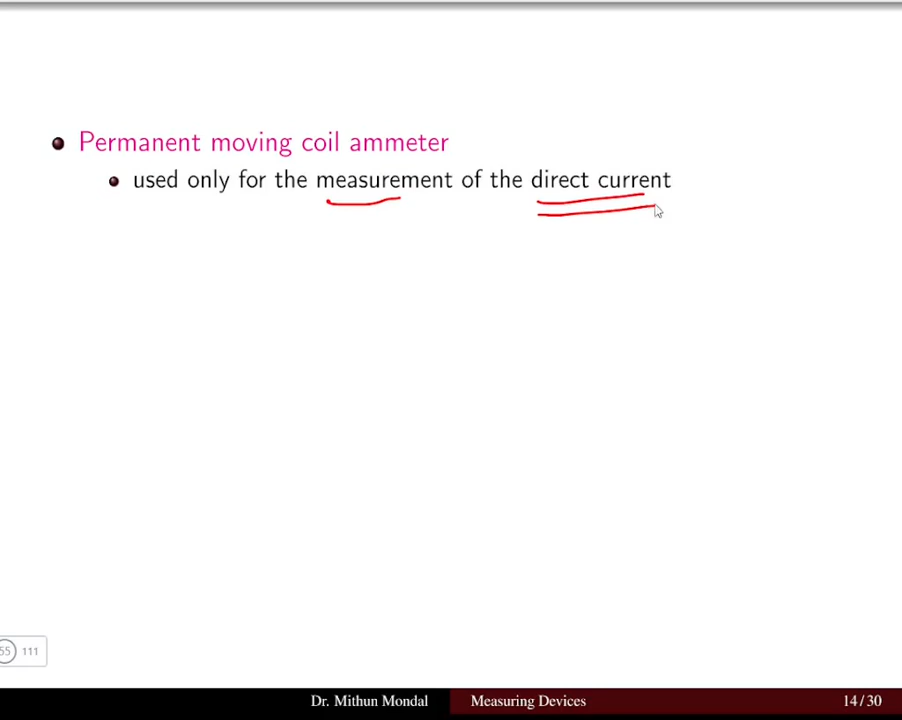 Permanent moving coil ammeter
used only for the measurement of the direct current
55 111
Dr. Mithun Mondal Measuring Devices 14/30